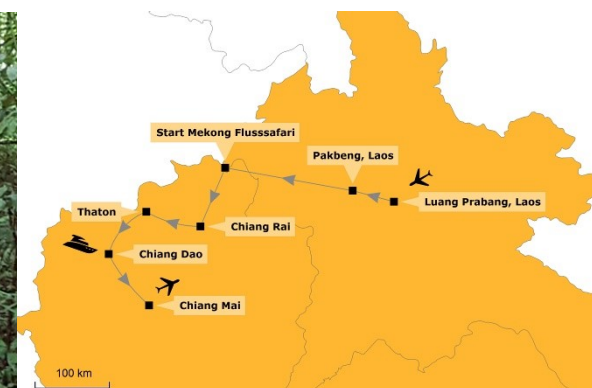 Start Mekong Flusssafari
Pakbeng, Laos
Luang Prabang, Laos
Thaton
Chiang Rai
Chiang Dao
Chiang Mai
100 km